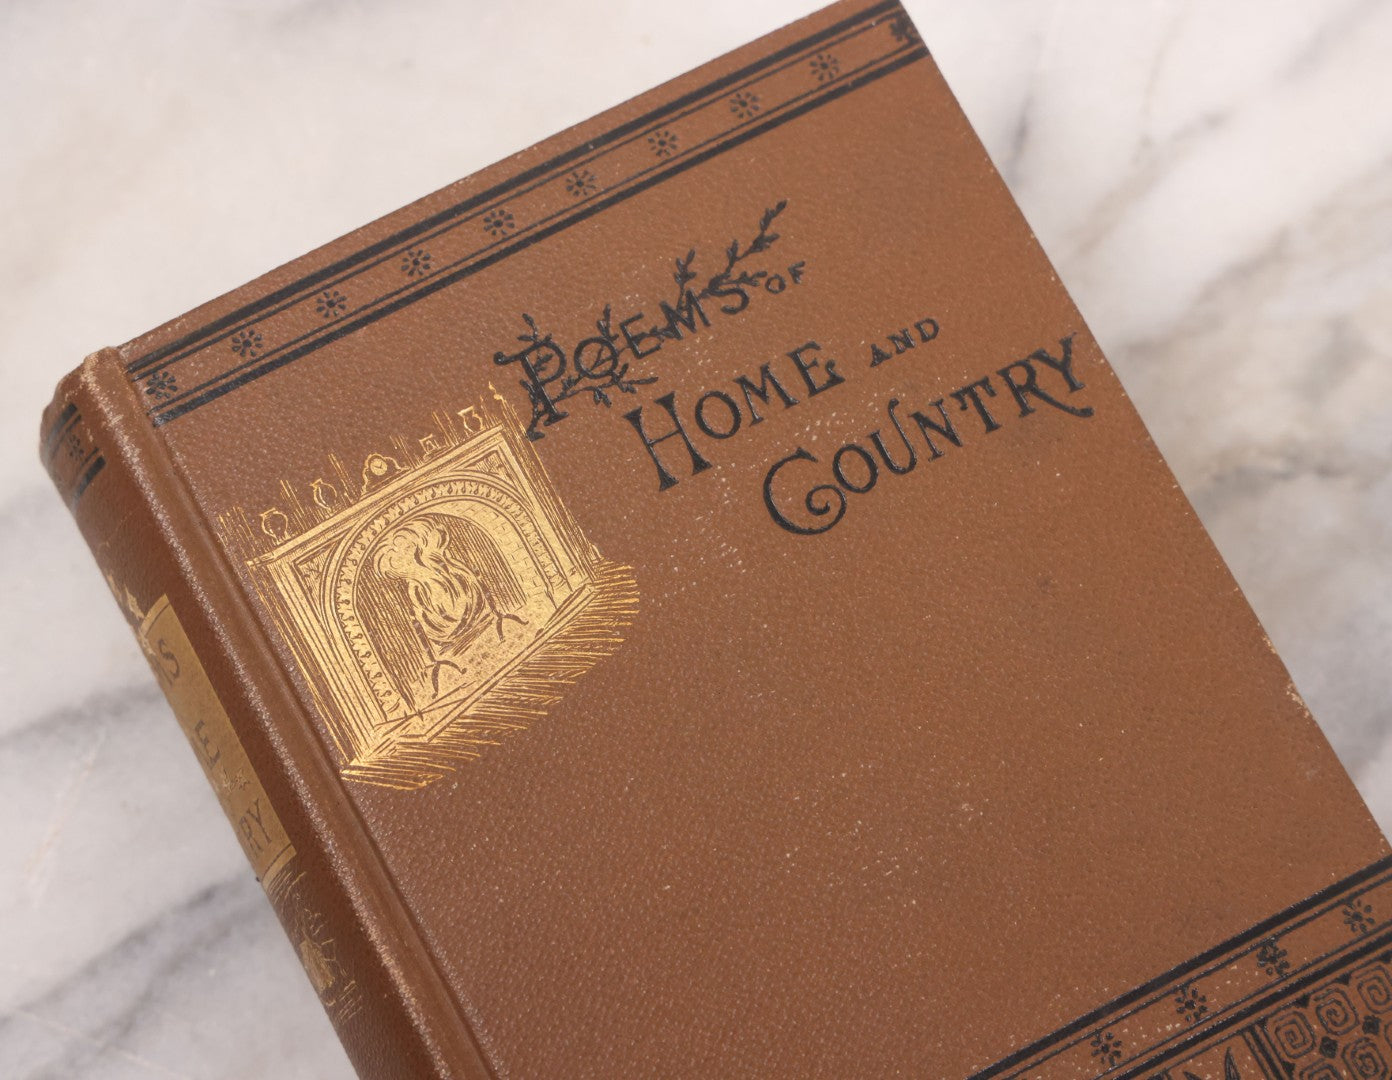 POEMS OF
HOME AND
COUNTRY